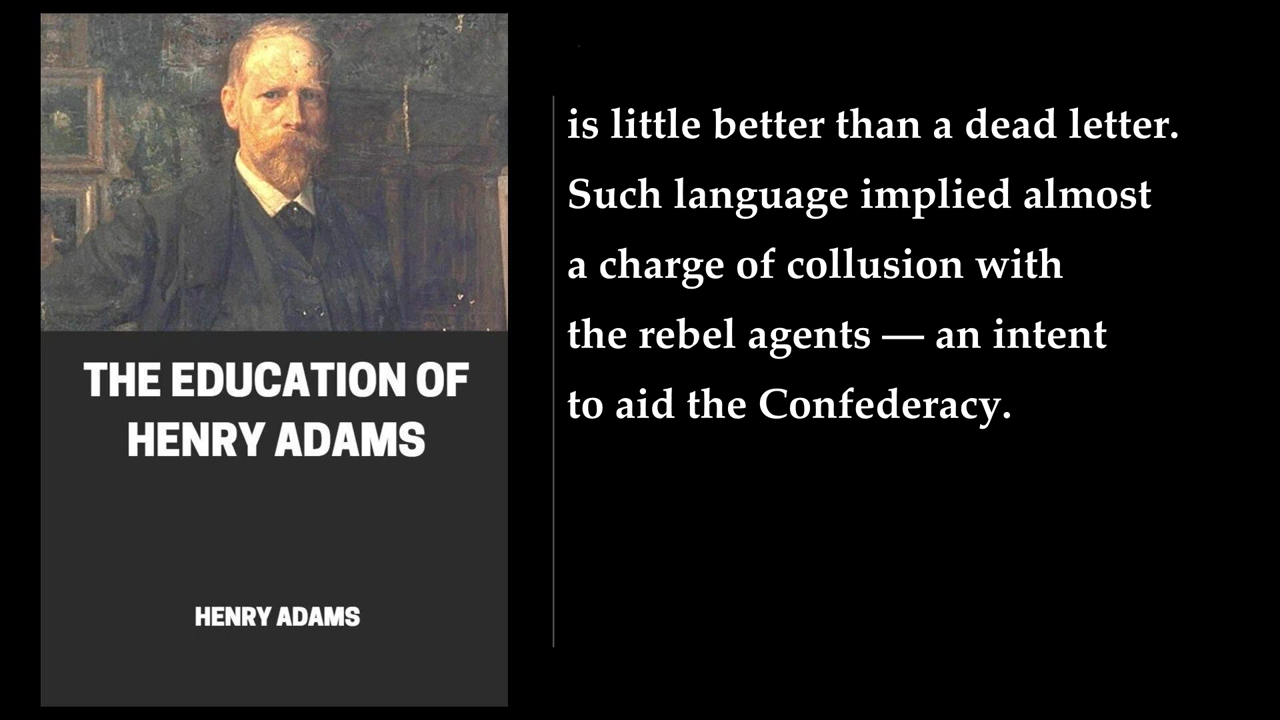 THE EDUCATION OF
HENRY ADAMS
HENRY ADAMS
is little better than a dead letter.
Such language implied almost
a charge of collusion with
the rebel agents — an intent
to aid the Confederacy.